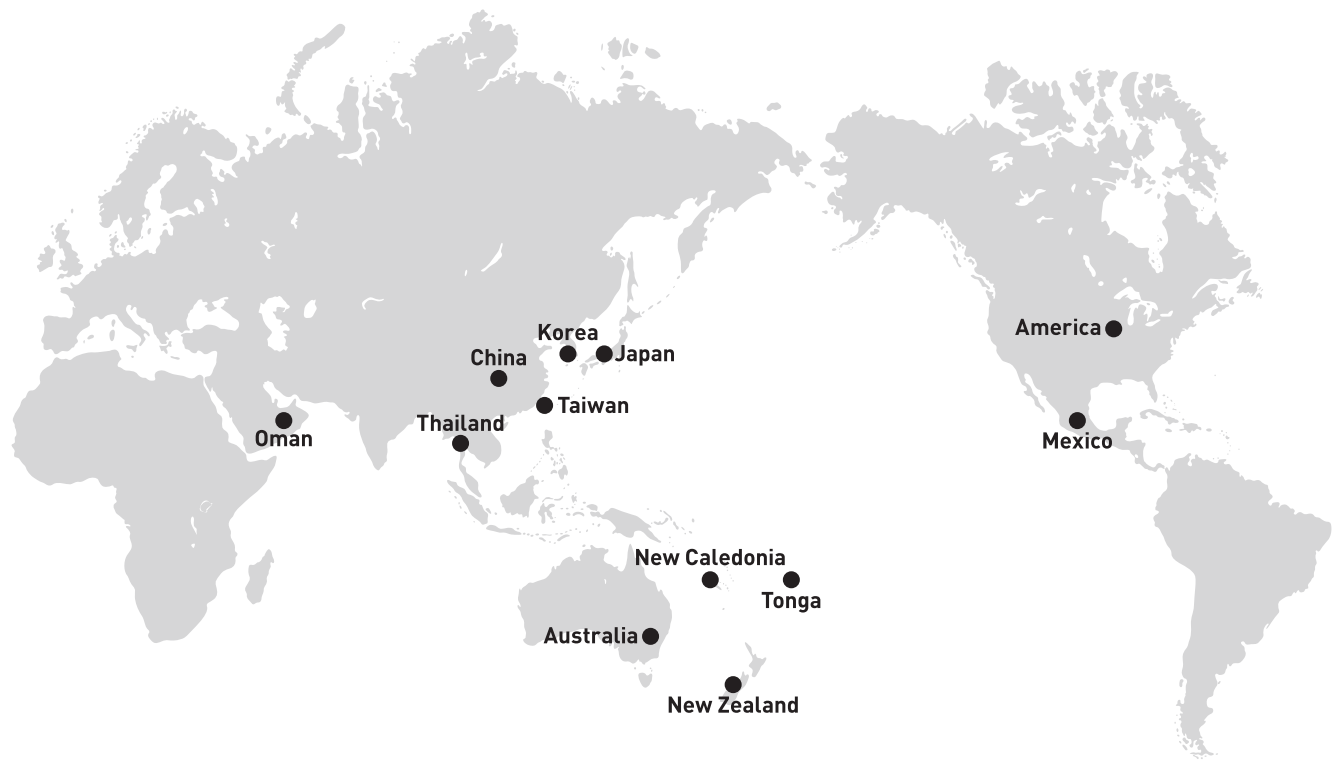 America
Korea
Japan
China
Taiwan
Thailand
Oman
Mexico
New Caledonia
Tonga
Australia
New Zealand